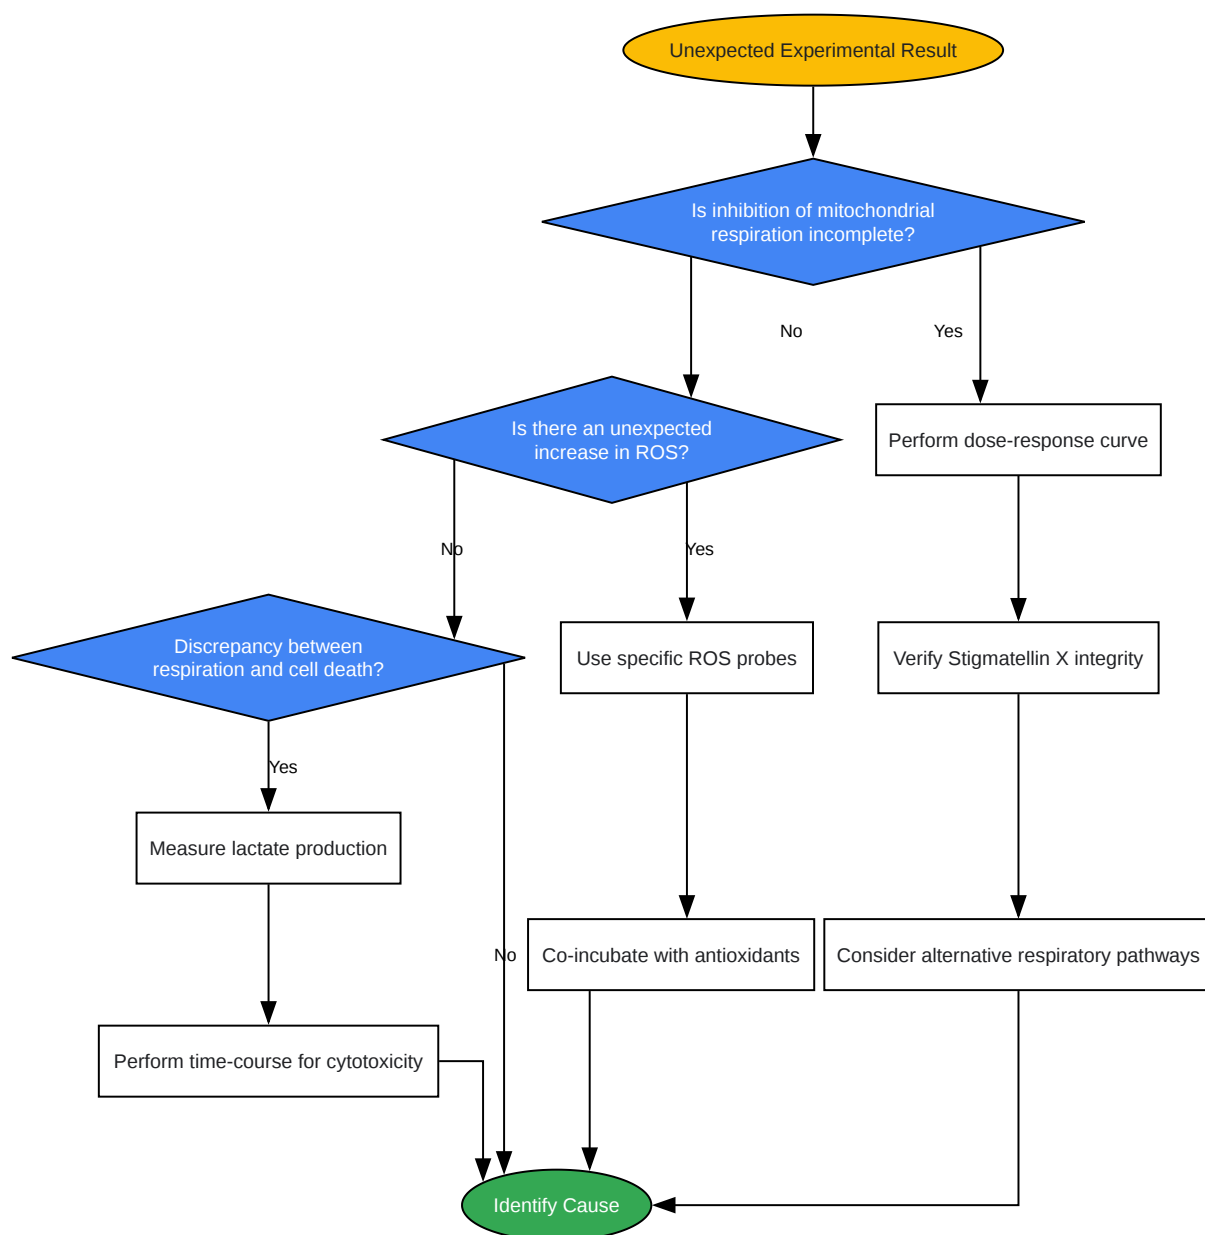 Unexpected Experimental Result
Is inhibition of mitochondrial
respiration incomplete?
No
Yes
Is there an unexpected
increase in ROS?
Perform dose-response curve
No
Yes
Discrepancy between
respiration and cell death?
Use specific ROS probes
Verify Stigmatellin X integrity
Yes
Measure lactate production
No
Co-incubate with antioxidants
Consider alternative respiratory pathways
Perform time-course for cytotoxicity
Identify Cause